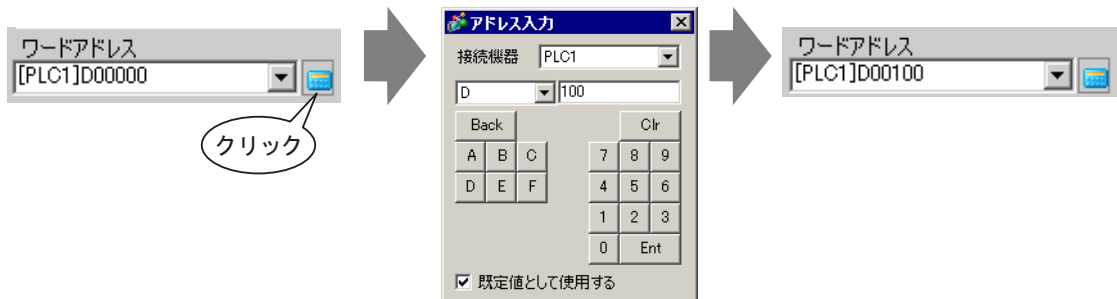 ワードアドレス
[PLC1]D00000
クリック
アドレス入力
接続機器 PLC1
D 100
Back Clr
A B C 7 8 9
D E F 4 5 6
1 2 3
0 Ent
既定値として使用する
ワードアドレス
[PLC1]D00100